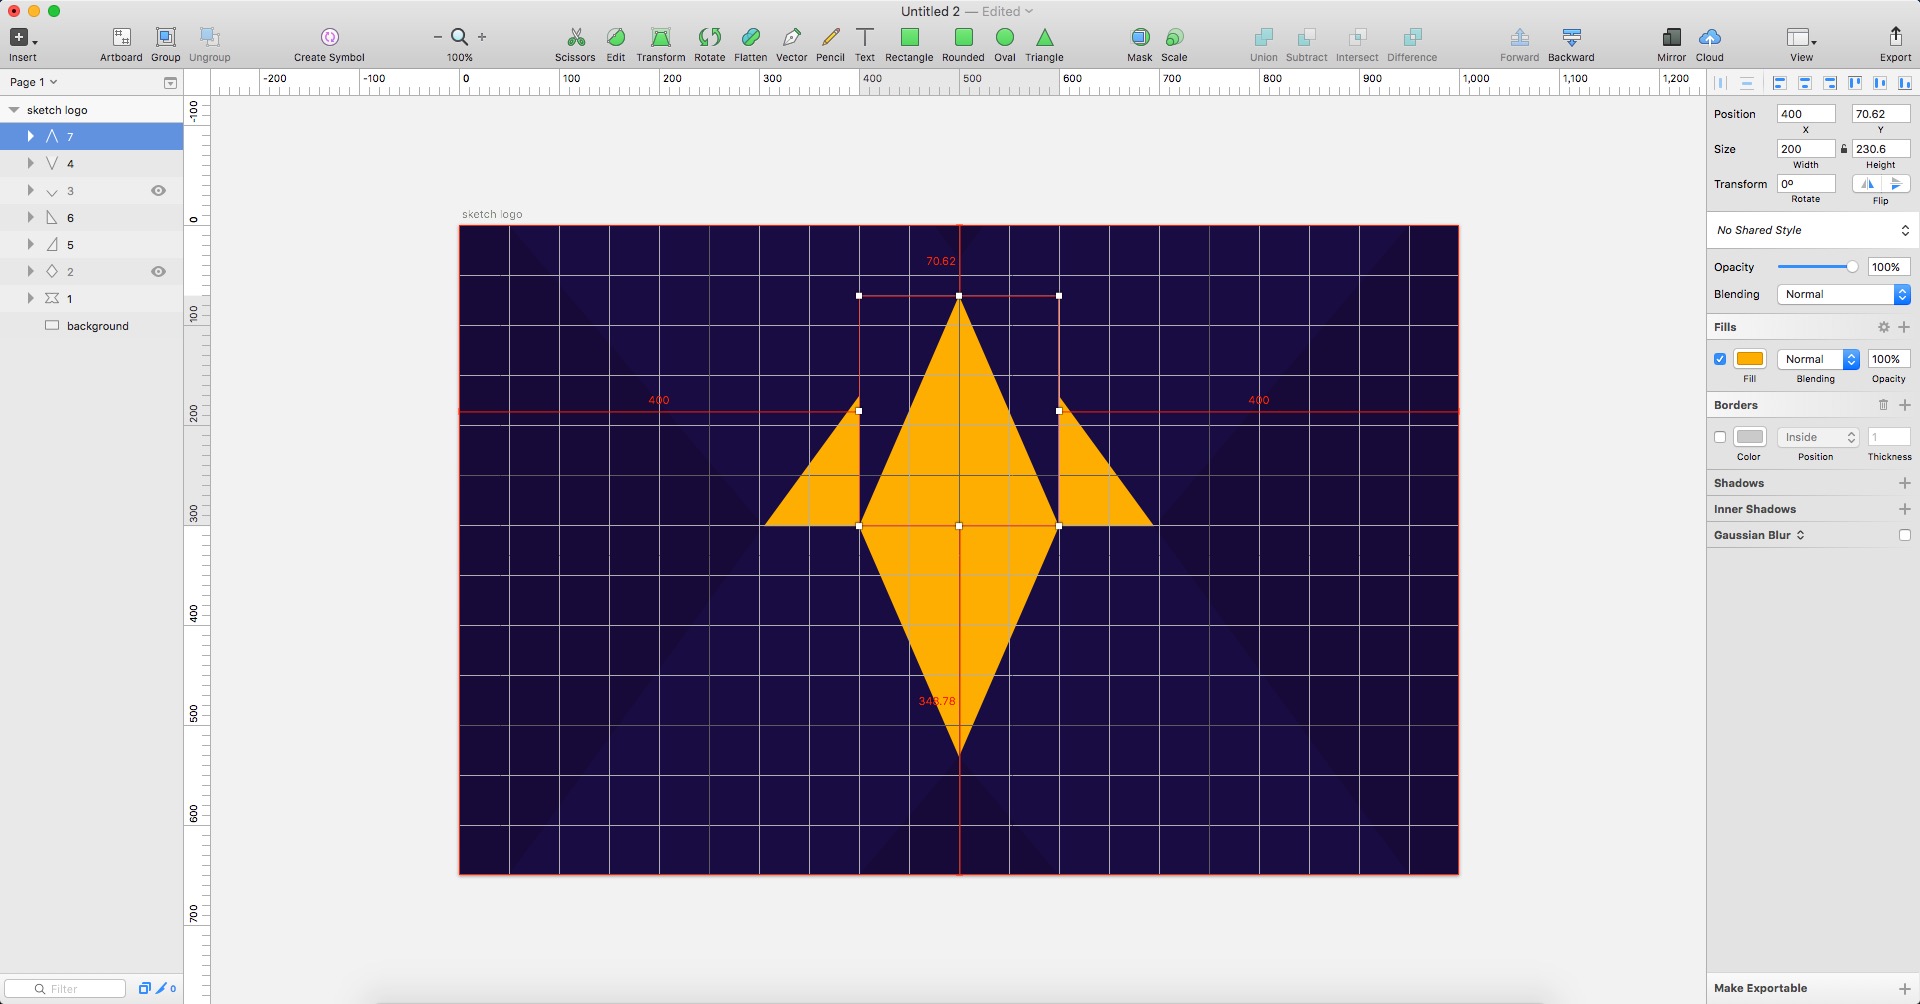 Untitled 2 — Edited
Insert
Artboard
Group
Ungroup
Create Symbol
100%
Scissors
Edit
Transform
Rotate
Flatten
Vector
Pencil
Text
Rectangle
Rounded
Oval
Triangle
Mask
Scale
Union
Subtract
Intersect
Difference
Forward
Backward
Mirror
Cloud
View
Export
Page 1
-200 -100 0 100 200 300 400 500 600 700 800 900 1,000 1,100 1,200
sketch logo
7
4
3
6
5
2
1
background
-100
0
100
200
300
400
500
600
700
sketch logo
70.62
400
400
348.78
Position 400 70.62
X Y
Size 200 230.6
Width Height
Transform 0º
Rotate Flip
No Shared Style
Opacity 100%
Blending Normal
Fills
Normal 100%
Fill Blending Opacity
Borders
Inside 1
Color Position Thickness
Shadows
Inner Shadows
Gaussian Blur
Filter
0
Make Exportable